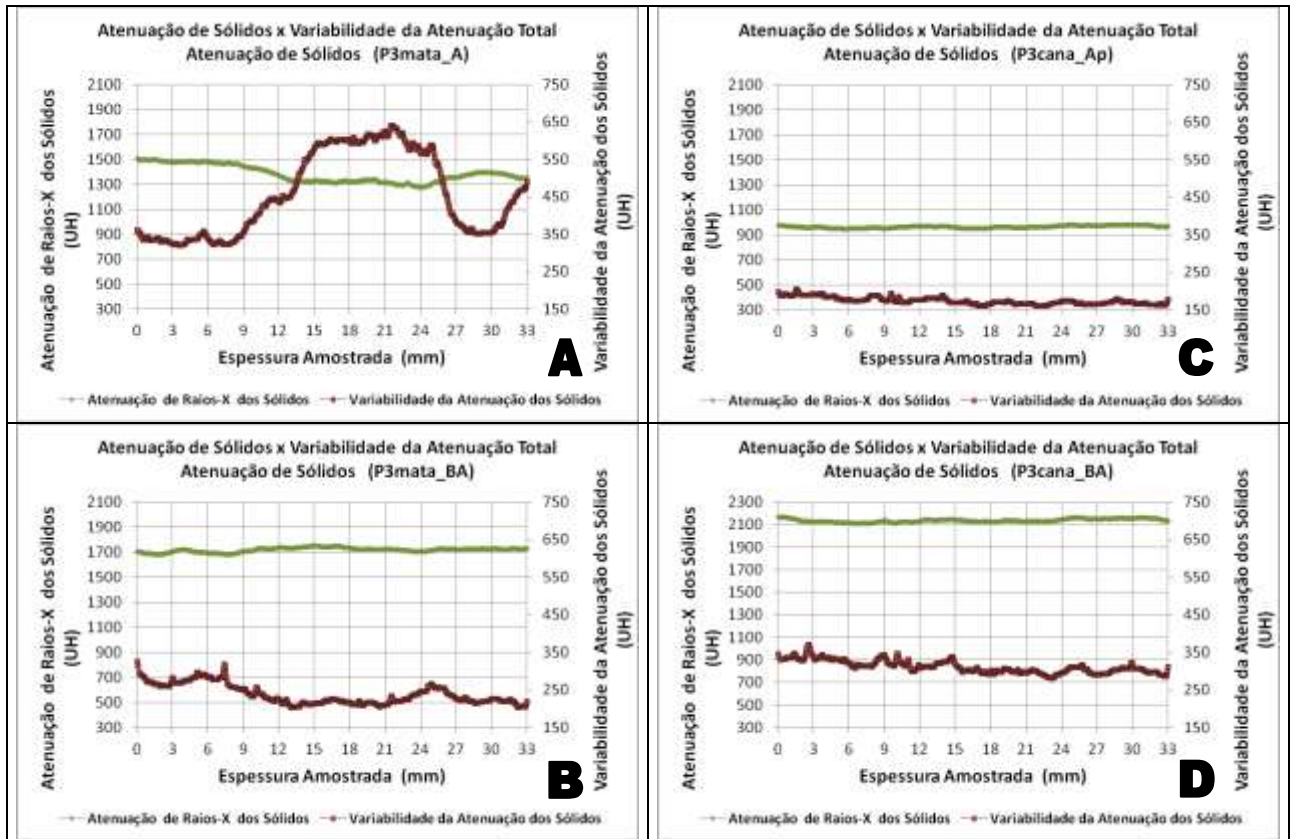 Atenuação de Sólidos x Variabilidade da Atenuação Total
Atenuação de Sólidos (P3mata_A)
Atenuação de Raios-X dos Sólidos
(UH)
2100
1900
1700
1500
1300
1100
900
700
500
300
750
650
550
450
350
250
150
Variabilidade da Atenuação dos Sólidos
(UH)
0 3 6 9 12 15 18 21 24 27 30 33
Espessura Amostrada (mm)
A
Atenuação de Raios-X dos Sólidos Variabilidade da Atenuação dos Sólidos
Atenuação de Sólidos x Variabilidade da Atenuação Total
Atenuação de Sólidos (P3cana_Ap)
Atenuação de Raios-X dos Sólidos
(UH)
2100
1900
1700
1500
1300
1100
900
700
500
300
750
650
550
450
350
250
150
Variabilidade da Atenuação dos Sólidos
(UH)
0 3 6 9 12 15 18 21 24 27 30 33
Espessura Amostrada (mm)
C
Atenuação de Raios-X dos Sólidos Variabilidade da Atenuação dos Sólidos
Atenuação de Sólidos x Variabilidade da Atenuação Total
Atenuação de Sólidos (P3mata_BA)
Atenuação de Raios-X dos Sólidos
(UH)
2100
1900
1700
1500
1300
1100
900
700
500
300
750
650
550
450
350
250
150
Variabilidade da Atenuação dos Sólidos
(UH)
0 3 6 9 12 15 18 21 24 27 30 33
Espessura Amostrada (mm)
B
Atenuação de Raios-X dos Sólidos Variabilidade da Atenuação dos Sólidos
Atenuação de Sólidos x Variabilidade da Atenuação Total
Atenuação de Sólidos (P3cana_BA)
Atenuação de Raios-X dos Sólidos
(UH)
2300
2100
1900
1700
1500
1300
1100
900
700
500
300
750
650
550
450
350
250
150
Variabilidade da Atenuação dos Sólidos
(UH)
0 3 6 9 12 15 18 21 24 27 30 33
Espessura Amostrada (mm)
D
Atenuação de Raios-X dos Sólidos Variabilidade da Atenuação dos Sólidos